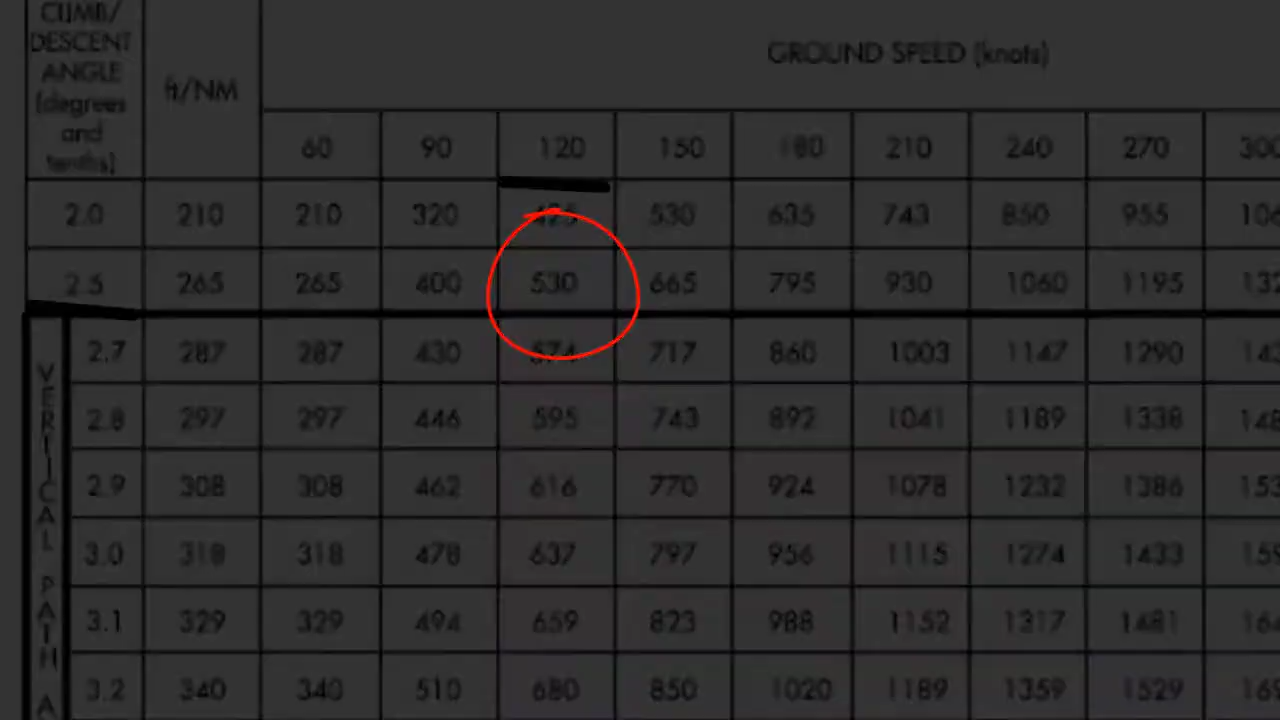 CLIMB/
DESCENT
ANGLE
(degrees
and
tenths)
ft/NM
GROUND SPEED (knots)
60 90 120 150 180 210 240 270 300
2.0 210 210 320 425 530 635 743 850 955
2.5 265 265 400 530 665 795 930 1060 1195
VERTICAL PATH A
2.7 287 287 430 574 717 860 1003 1147 1290
2.8 297 297 446 595 743 892 1041 1189 1338
2.9 308 308 462 616 770 924 1078 1232 1386
3.0 318 318 478 637 797 956 1115 1274 1433
3.1 329 329 494 659 823 988 1152 1317 1481
3.2 340 340 510 680 850 1020 1189 1359 1529